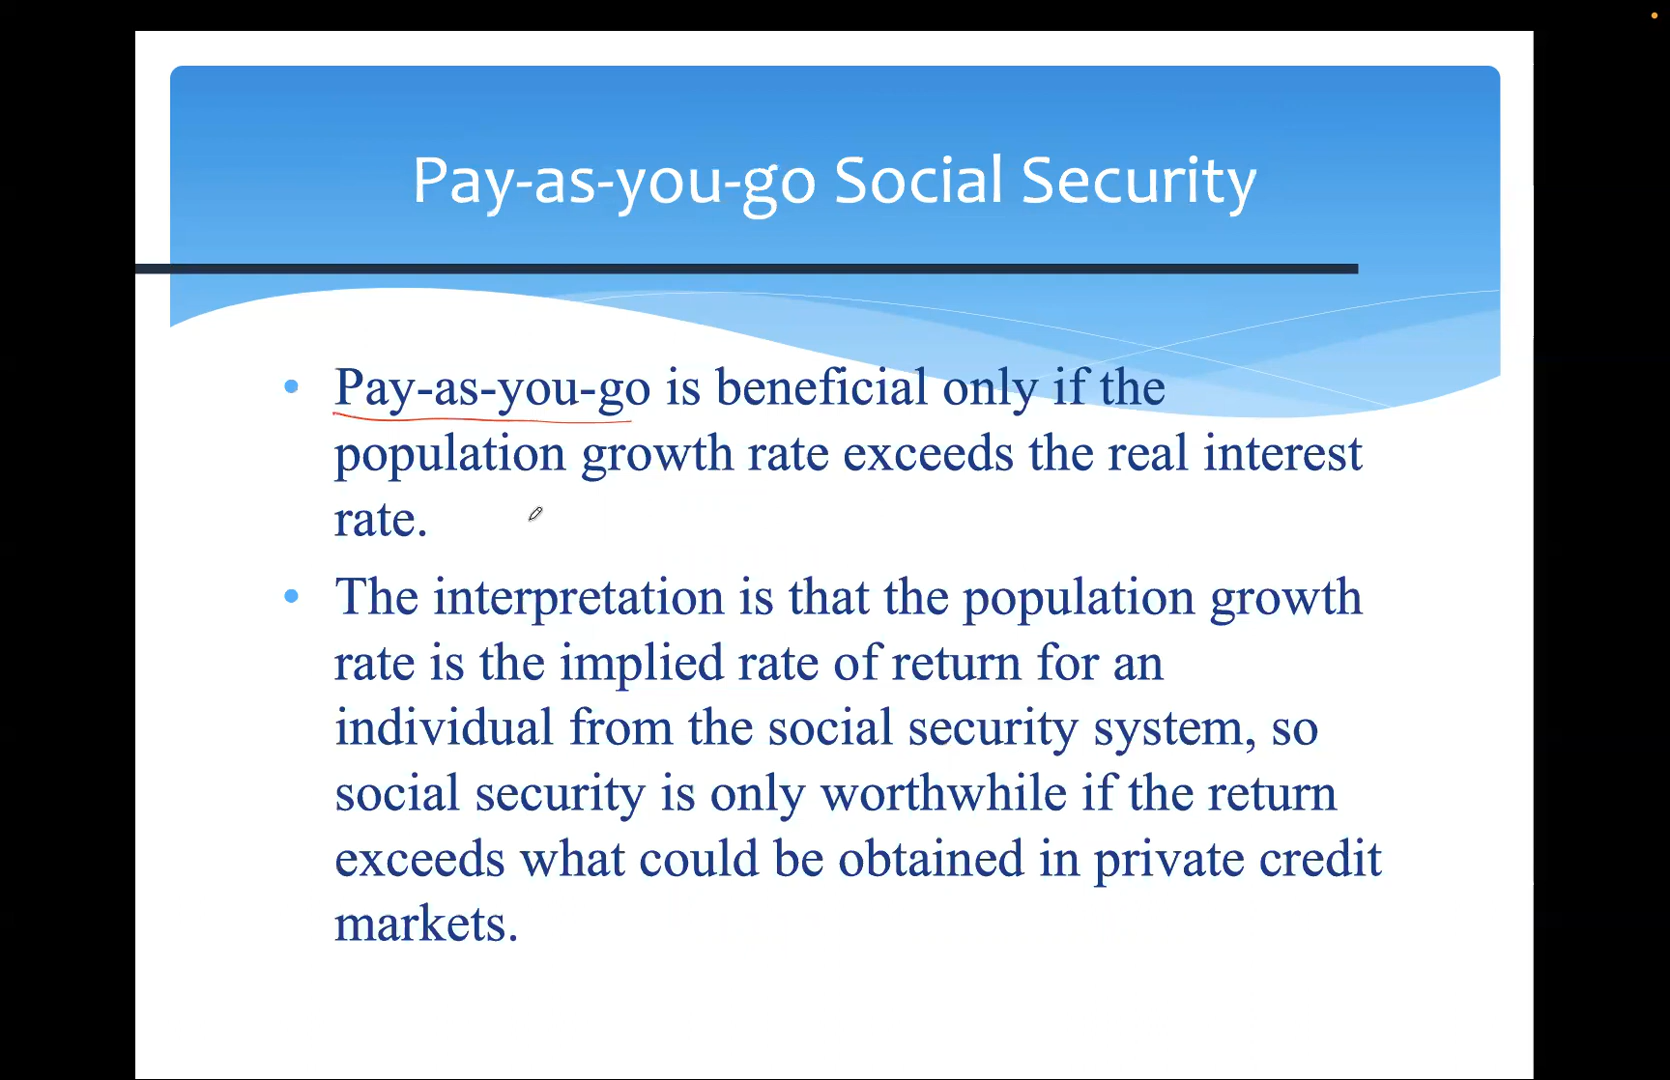 Pay-as-you-go Social Security
• Pay-as-you-go is beneficial only if the
population growth rate exceeds the real interest
rate.
• The interpretation is that the population growth
rate is the implied rate of return for an
individual from the social security system, so
social security is only worthwhile if the return
exceeds what could be obtained in private credit
markets.